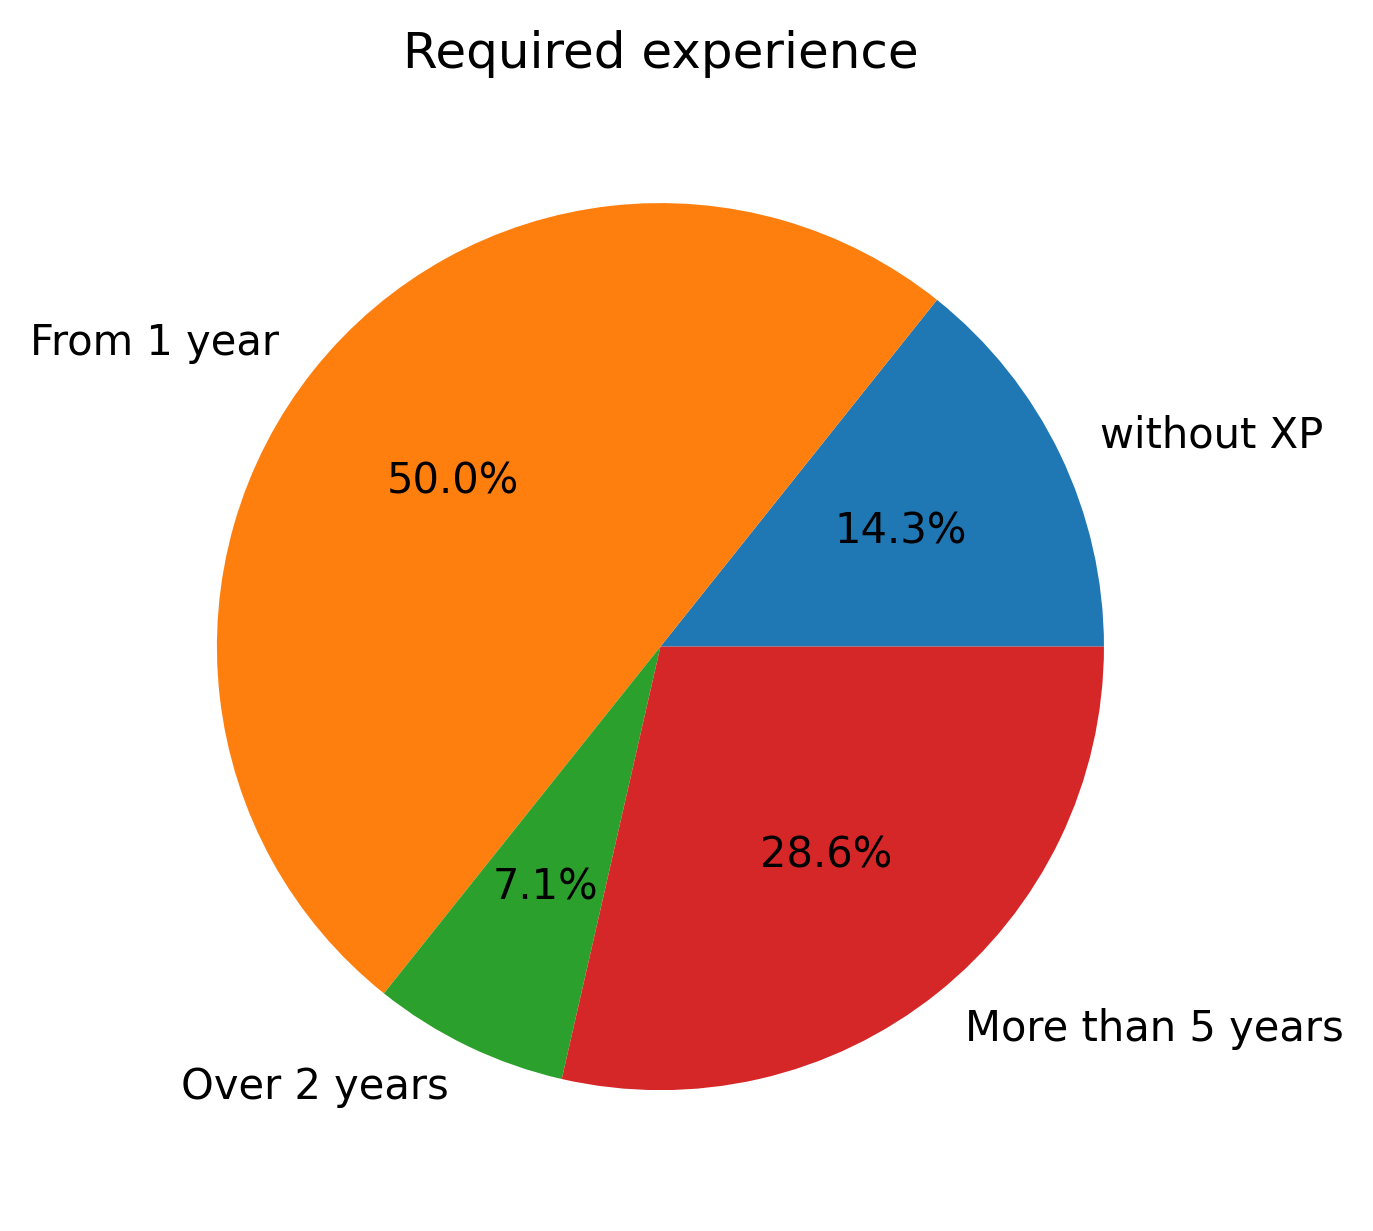 Required experience
From 1 year
without XP
50.0%
14.3%
28.6%
7.1%
More than 5 years
Over 2 years